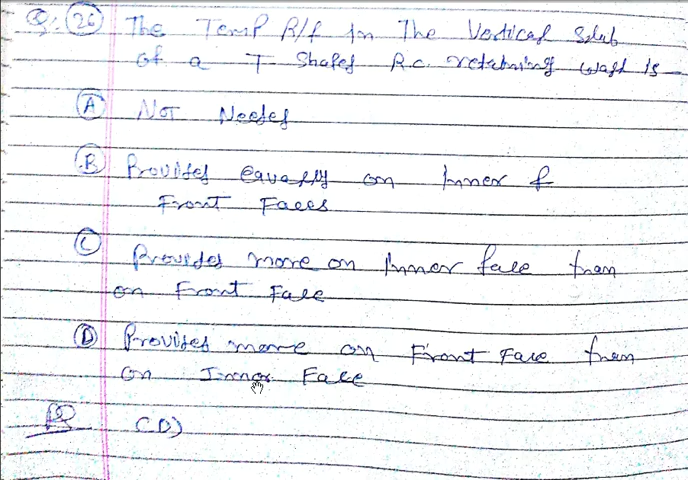 Q:- 26 The Temp R/f in The Vertical Slab
of a T- Shaped R.c. retaining wall is
A Not Needed
B Provided Equally on Inner &
Front Faces
C Provided more on Inner face than
on Front Face
D Provided more on Front Face than
on Inner Face
(D)